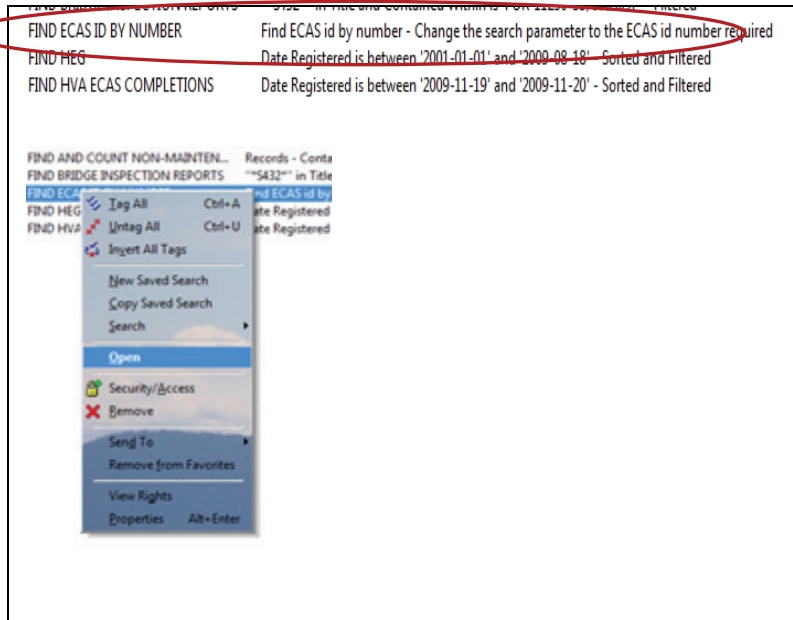 FIND ECAS ID BY NUMBER Find ECAS id by number - Change the search parameter to the ECAS id number required
FIND HEG Date Registered is between '2001-01-01' and '2009-08-18' - Sorted and Filtered
FIND HVA ECAS COMPLETIONS Date Registered is between '2009-11-19' and '2009-11-20' - Sorted and Filtered
FIND AND COUNT NON-MAINTEN... Records - Conta
FIND BRIDGE INSPECTION REPORTS "*S432*" in Title
FIND ECAS id by
FIND HEG ate Registered
FIND HVA ate Registered
Tag All Ctrl+A
Untag All Ctrl+U
Invert All Tags
New Saved Search
Copy Saved Search
Search
Open
Security/Access
Remove
Send To
Remove from Favorites
View Rights
Properties Alt+Enter